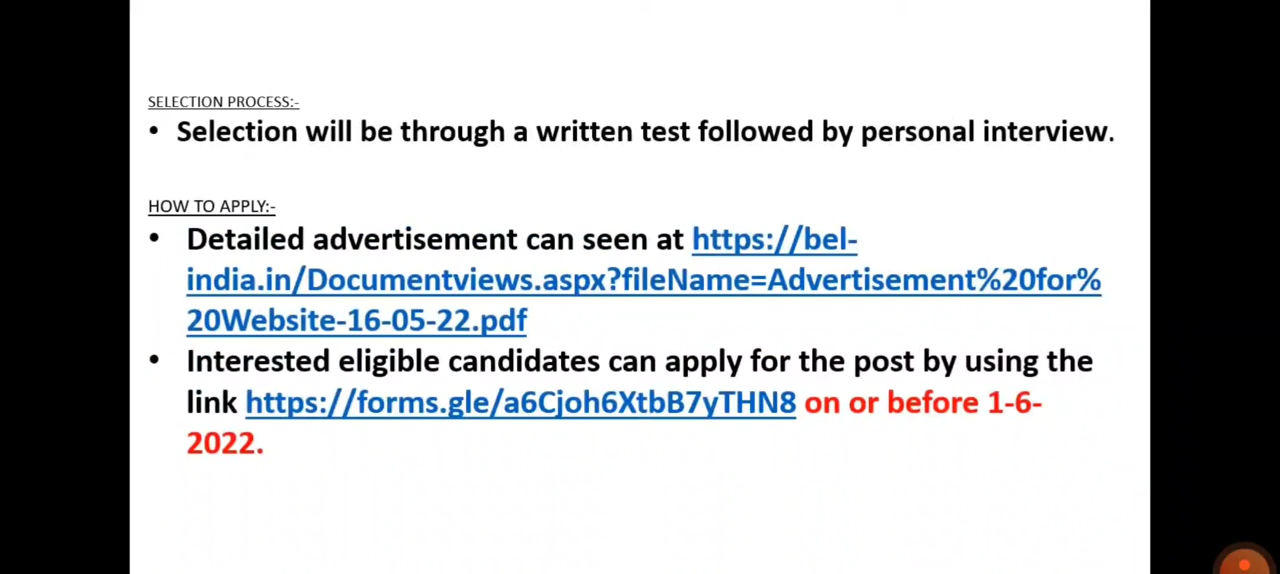 SELECTION PROCESS:-
• Selection will be through a written test followed by personal interview.
HOW TO APPLY:-
• Detailed advertisement can seen at https://bel-
india.in/Documentviews.aspx?fileName=Advertisement%20for%
20Website-16-05-22.pdf
• Interested eligible candidates can apply for the post by using the
link https://forms.gle/a6Cjoh6XtbB7yTHN8 on or before 1-6-
2022.